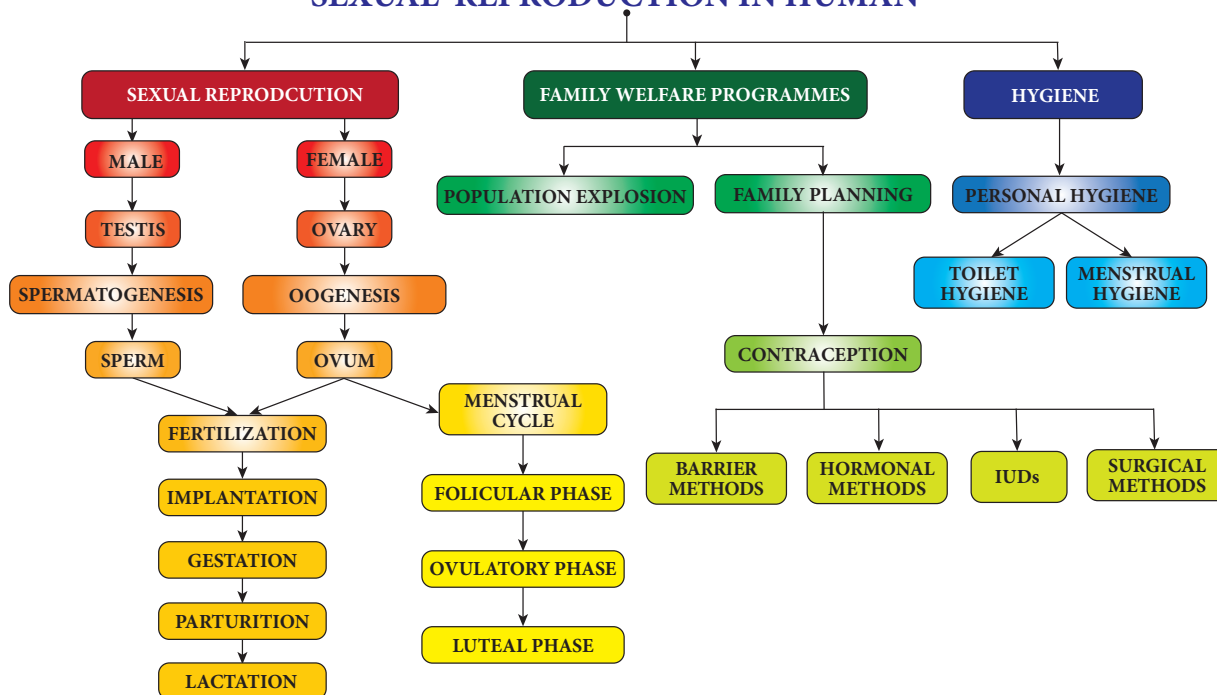 SEXUAL REPRODUCTION IN HUMAN
SEXUAL REPRODCUTION
FAMILY WELFARE PROGRAMMES
HYGIENE
MALE
FEMALE
POPULATION EXPLOSION
FAMILY PLANNING
PERSONAL HYGIENE
TESTIS
OVARY
TOILET
HYGIENE
MENSTRUAL
HYGIENE
SPERMATOGENESIS
OOGENESIS
SPERM
OVUM
CONTRACEPTION
MENSTRUAL
CYCLE
FERTILIZATION
BARRIER
METHODS
HORMONAL
METHODS
IUDs
SURGICAL
METHODS
IMPLANTATION
FOLICULAR PHASE
GESTATION
OVULATORY PHASE
PARTURITION
LUTEAL PHASE
LACTATION